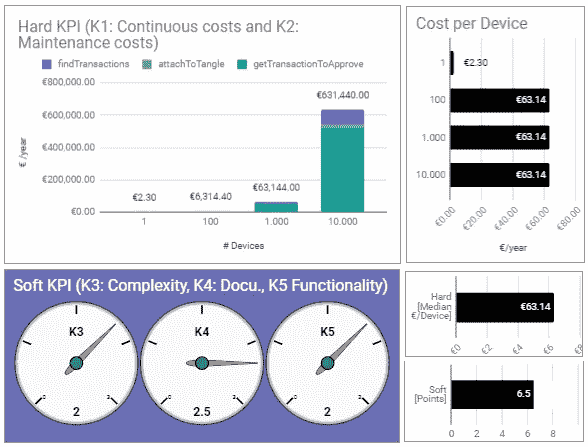 Hard KPI (K1: Continuous costs and K2:
Maintenance costs)
findTransactions attachToTangle getTransactionToApprove
€ /year
€800,000.00
€600,000.00
€400,000.00
€200,000.00
€0.00
€2.30
€6,314.40
€63,144.00
€631,440.00
1 100 1.000 10.000
# Devices
Cost per Device
1 €2.30
100 €63.14
1.000 €63.14
10.000 €63.14
€0.00 €20.00 €40.00 €60.00 €80.00
€/year
Soft KPI (K3: Complexity, K4: Docu., K5 Functionality)
K3 K4 K5
2 2.5 2
Hard
[Median
€/Device]
€63.14
€0 €2 €4 €6 €8
Soft
[Points]
6.5
0 2 4 6 8